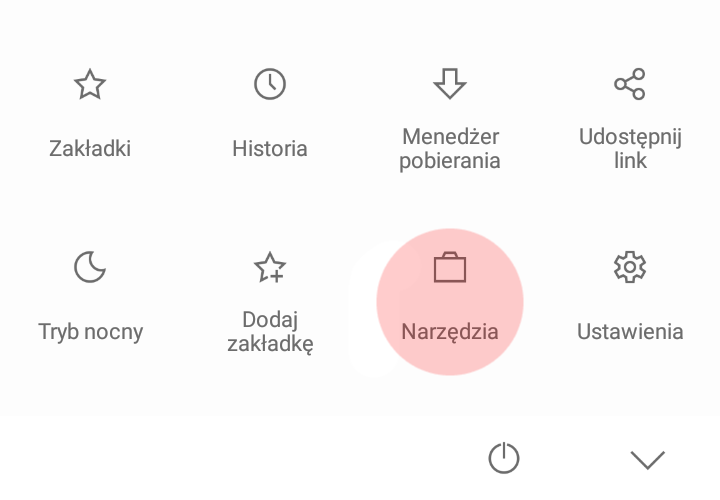 Zakładki
Historia
Menedżer
pobierania
Udostępnij
link
Tryb nocny
Dodaj
zakładkę
Narzędzia
Ustawienia